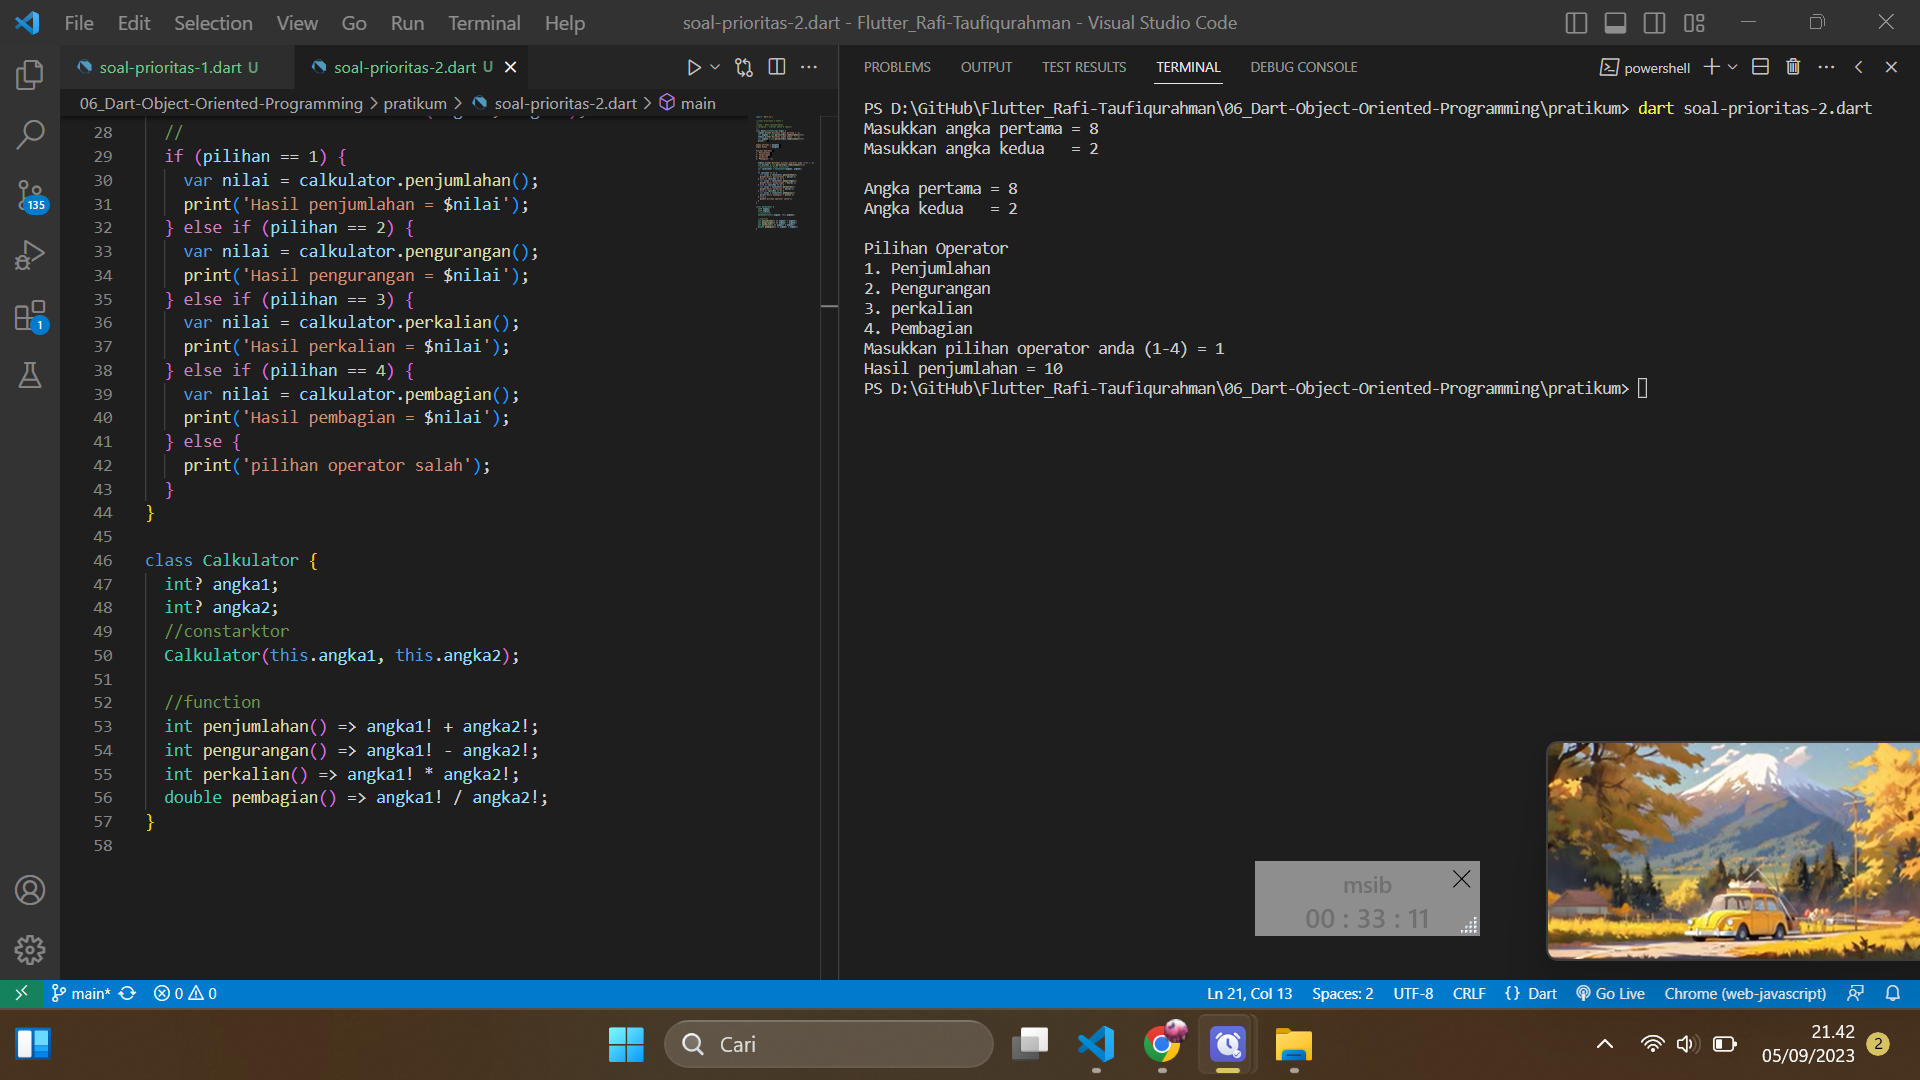 File Edit Selection View Go Run Terminal Help
soal-prioritas-2.dart - Flutter_Rafi-Taufiqurahman - Visual Studio Code
soal-prioritas-1.dart U
soal-prioritas-2.dart U
06_Dart-Object-Oriented-Programming > pratikum > soal-prioritas-2.dart > main
28 //
29 if (pilihan == 1) {
30 var nilai = calkulator.penjumlahan();
31 print('Hasil penjumlahan = $nilai');
32 } else if (pilihan == 2) {
33 var nilai = calkulator.pengurangan();
34 print('Hasil pengurangan = $nilai');
35 } else if (pilihan == 3) {
36 var nilai = calkulator.perkalian();
37 print('Hasil perkalian = $nilai');
38 } else if (pilihan == 4) {
39 var nilai = calkulator.pembagian();
40 print('Hasil pembagian = $nilai');
41 } else {
42 print('pilihan operator salah');
43 }
44 }
45
46 class Calkulator {
47 int? angka1;
48 int? angka2;
49 //constarktor
50 Calkulator(this.angka1, this.angka2);
51
52 //function
53 int penjumlahan() => angka1! + angka2!;
54 int pengurangan() => angka1! - angka2!;
55 int perkalian() => angka1! * angka2!;
56 double pembagian() => angka1! / angka2!;
57 }
58
PROBLEMS OUTPUT TEST RESULTS TERMINAL DEBUG CONSOLE
powershell
PS D:\GitHub\Flutter_Rafi-Taufiqurahman\06_Dart-Object-Oriented-Programming\pratikum> dart soal-prioritas-2.dart
Masukkan angka pertama = 8
Masukkan angka kedua   = 2
Angka pertama = 8
Angka kedua   = 2
Pilihan Operator
1. Penjumlahan
2. Pengurangan
3. perkalian
4. Pembagian
Masukkan pilihan operator anda (1-4) = 1
Hasil penjumlahan = 10
PS D:\GitHub\Flutter_Rafi-Taufiqurahman\06_Dart-Object-Oriented-Programming\pratikum>
135
1
msib
00 : 33 : 11
main* 0 0
Ln 21, Col 13 Spaces: 2 UTF-8 CRLF {} Dart Go Live Chrome (web-javascript)
Cari
21.42
05/09/2023
2